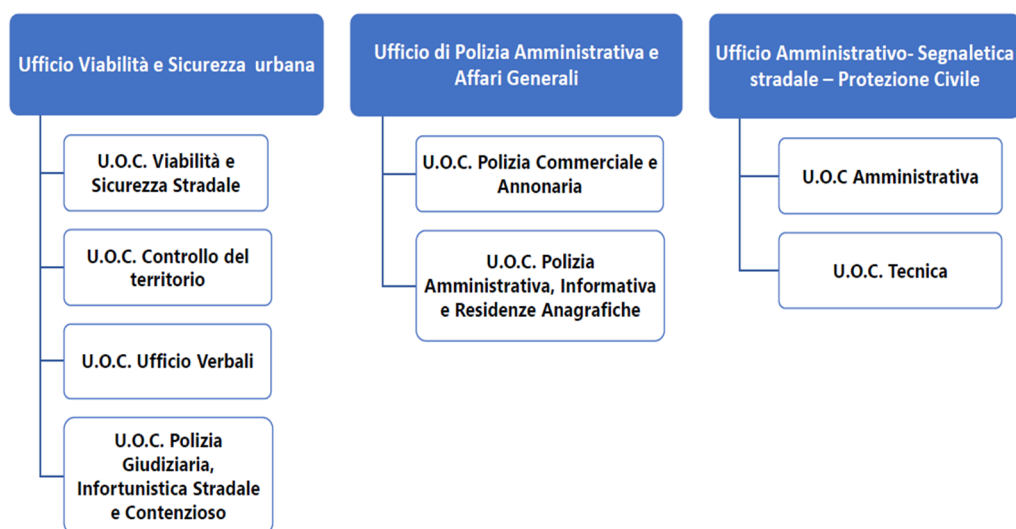 Ufficio Viabilità e Sicurezza urbana
U.O.C. Viabilità e
Sicurezza Stradale
U.O.C. Controllo del
territorio
U.O.C. Ufficio Verbali
U.O.C. Polizia
Giudiziaria,
Infortunistica Stradale
e Contenzioso
Ufficio di Polizia Amministrativa e
Affari Generali
U.O.C. Polizia Commerciale e
Annonaria
U.O.C. Polizia
Amministrativa, Informativa
e Residenze Anagrafiche
Ufficio Amministrativo- Segnaletica
stradale – Protezione Civile
U.O.C Amministrativa
U.O.C. Tecnica